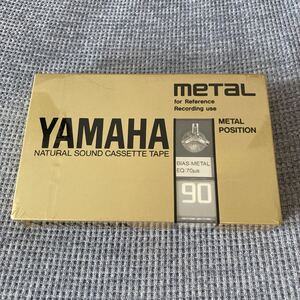 metal
for Reference
Recording use
YAMAHA
NATURAL SOUND CASSETTE TAPE
METAL
POSITION
BIAS:METAL
EQ:70μs
90